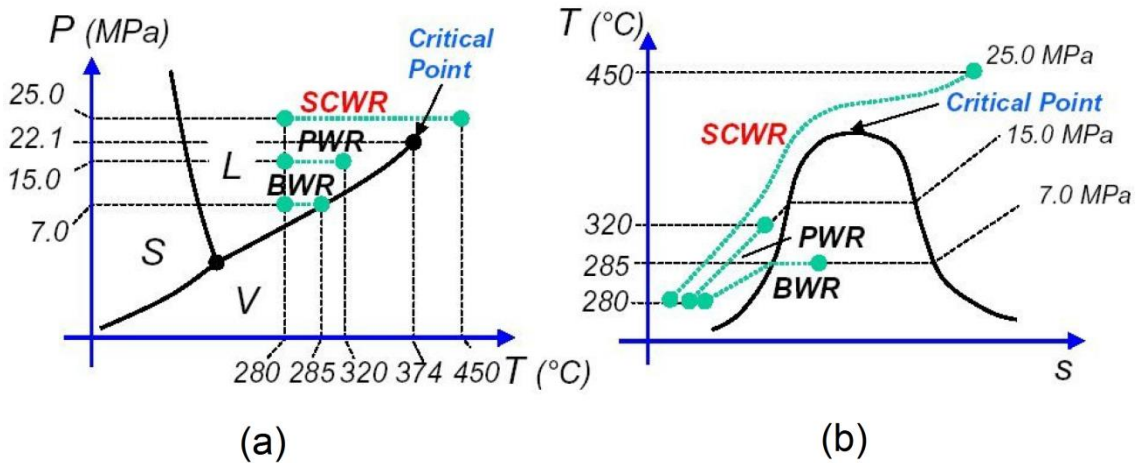 P (MPa)
25.0
22.1
15.0
7.0
Critical
Point
SCWR
PWR
BWR
L
S
V
280 285 320 374 450 T (°C)
(a)
T (°C)
450
320
285
280
25.0 MPa
Critical Point
SCWR
15.0 MPa
7.0 MPa
PWR
BWR
s
(b)